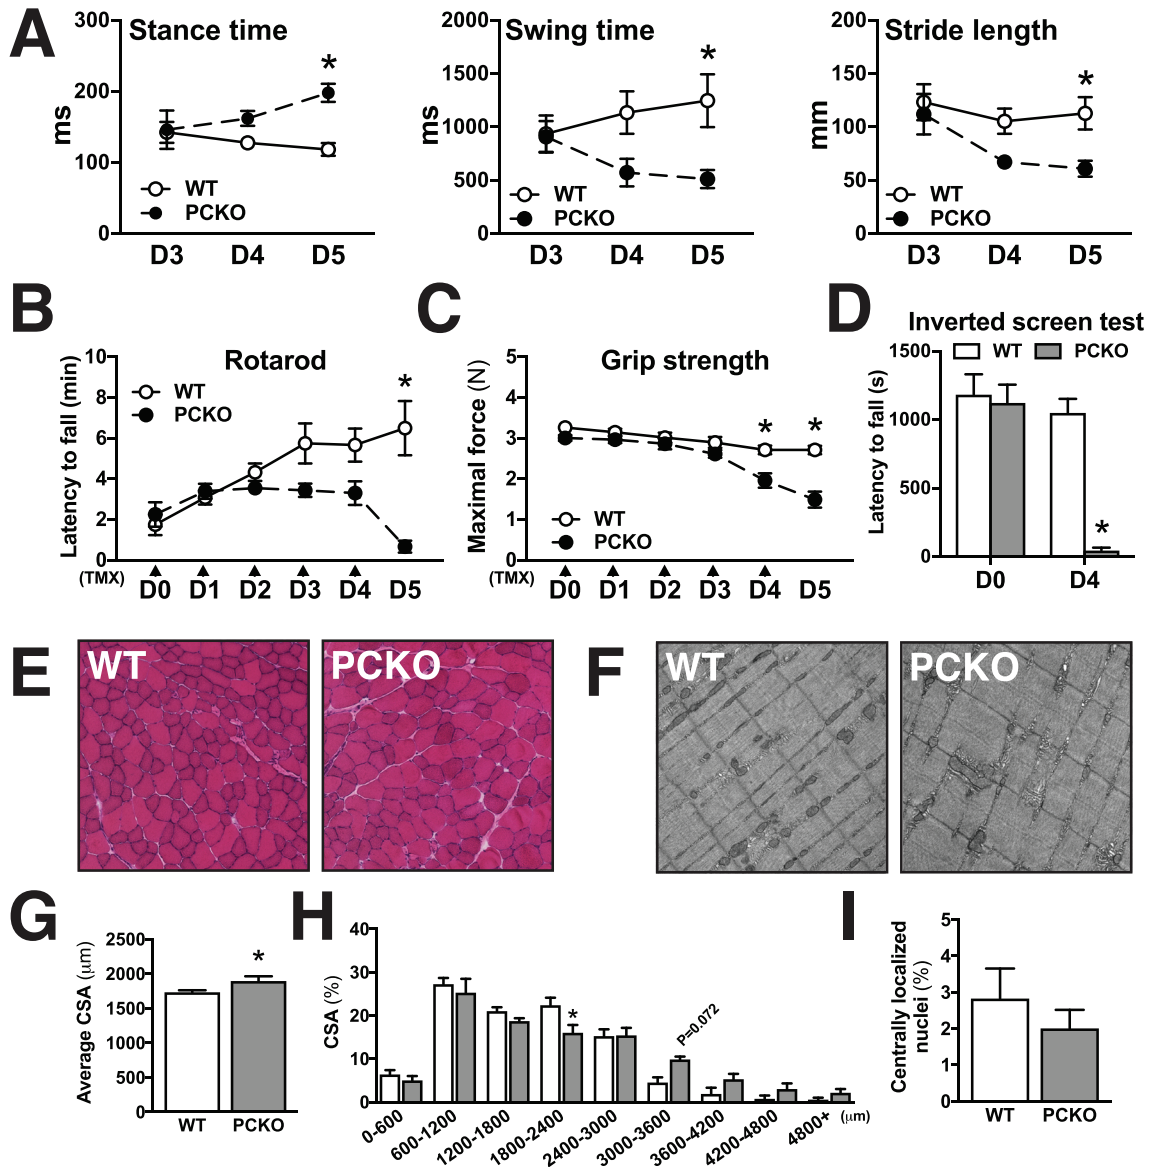 A
Stance time
300
200
100
0
ms
*
WT
PCKO
D3 D4 D5
Swing time
2000
1500
1000
500
0
ms
*
WT
PCKO
D3 D4 D5
Stride length
200
150
100
50
0
mm
*
WT
PCKO
D3 D4 D5
B
Rotarod
10
8
6
4
2
0
Latency to fall (min)
WT
PCKO
*
(TMX)
D0 D1 D2 D3 D4 D5
C
Grip strength
5
4
3
2
1
0
Maximal force (N)
* *
WT
PCKO
(TMX)
D0 D1 D2 D3 D4 D5
D
Inverted screen test
WT PCKO
1500
1000
500
0
Latency to fall (s)
*
D0 D4
E
WT
PCKO
F
WT
PCKO
G
2500
2000
1500
1000
500
0
Average CSA (μm)
*
WT PCKO
H
40
30
20
10
0
CSA (%)
*
P=0.072
0-600
600-1200
1200-1800
1800-2400
2400-3000
3000-3600
3600-4200
4200-4800
4800+
(μm)
I
5
4
3
2
1
0
Centrally localized
nuclei (%)
WT PCKO